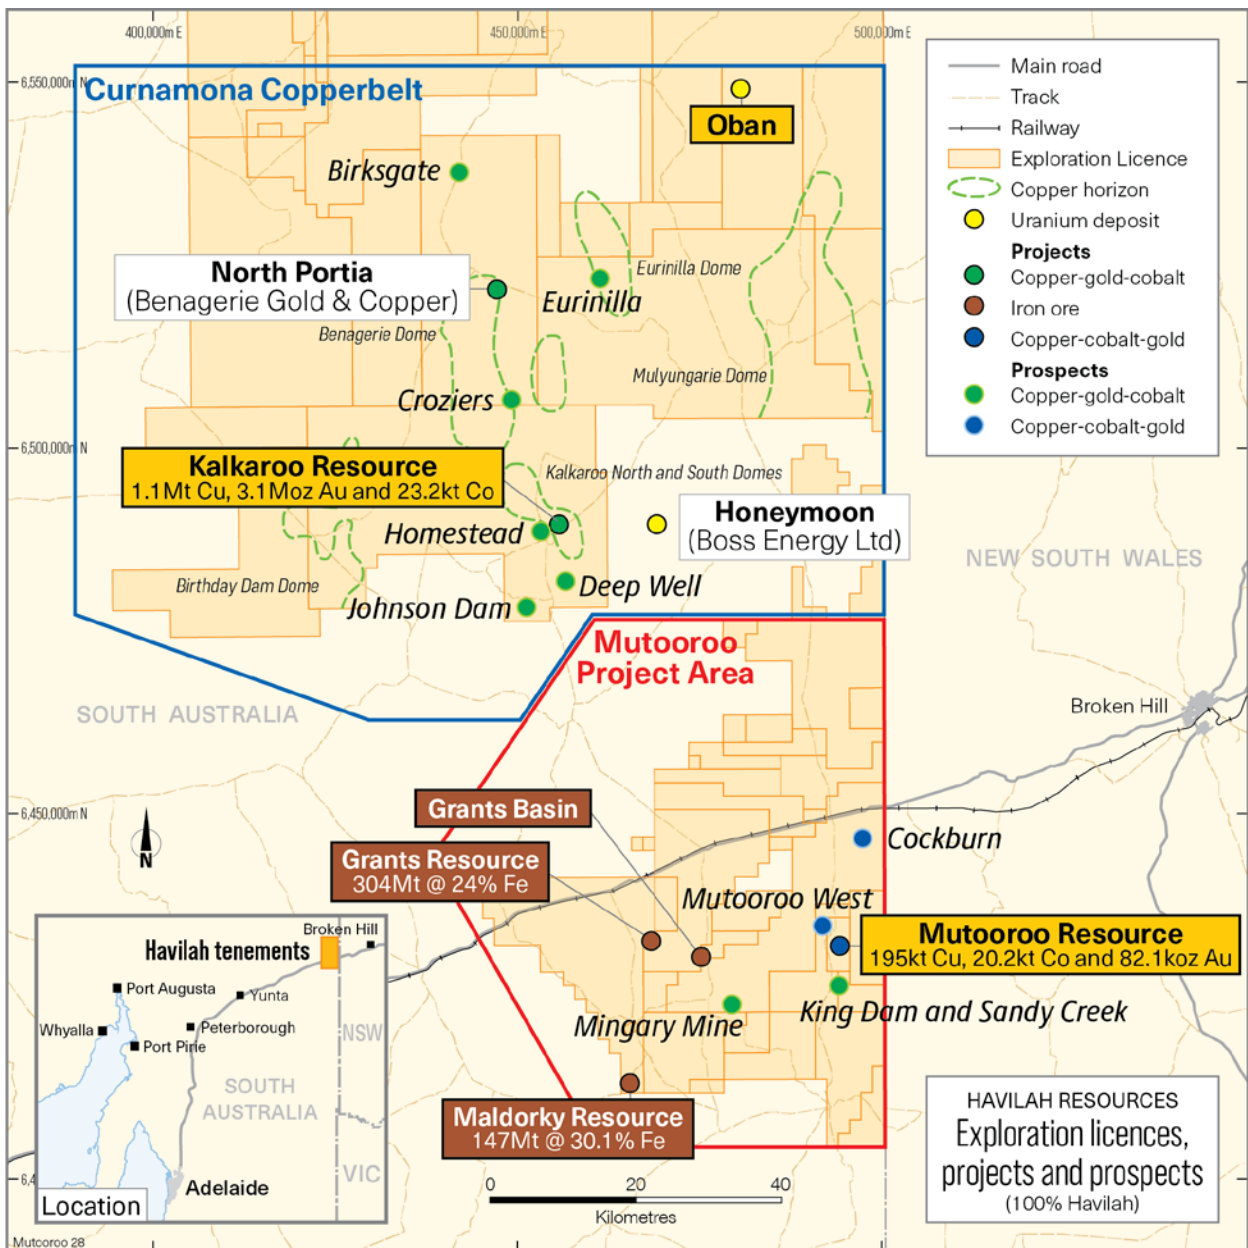 400,000m E
450,000m E
500,000m E
6,550,000m N
Curnamona Copperbelt
Oban
Birksgate
North Portia
(Benagerie Gold & Copper)
Eurinilla Dome
Eurinilla
Benagerie Dome
Mulyungarie Dome
Croziers
6,500,000m N
Kalkaroo Resource
1.1Mt Cu, 3.1Moz Au and 23.2kt Co
Kalkaroo North and South Domes
Homestead
Honeymoon
(Boss Energy Ltd)
Birthday Dam Dome
Deep Well
Johnson Dam
Main road
Track
Railway
Exploration Licence
Copper horizon
Uranium deposit
Projects
Copper-gold-cobalt
Iron ore
Copper-cobalt-gold
Prospects
Copper-gold-cobalt
Copper-cobalt-gold
NEW SOUTH WALES
Mutooroo
Project Area
SOUTH AUSTRALIA
Broken Hill
6,450,000m N
N
Grants Basin
Grants Resource
304Mt @ 24% Fe
Cockburn
Mutooroo West
Mutooroo Resource
195kt Cu, 20.2kt Co and 82.1koz Au
King Dam and Sandy Creek
Mingary Mine
Maldorky Resource
147Mt @ 30.1% Fe
Broken Hill
Havilah tenements
Port Augusta
Yunta
Whyalla
Peterborough
Port Pirie
NSW
SOUTH
AUSTRALIA
VIC
Adelaide
Location
6,4
0
20
40
Kilometres
HAVILAH RESOURCES
Exploration licences,
projects and prospects
(100% Havilah)
Mutcoroo 28